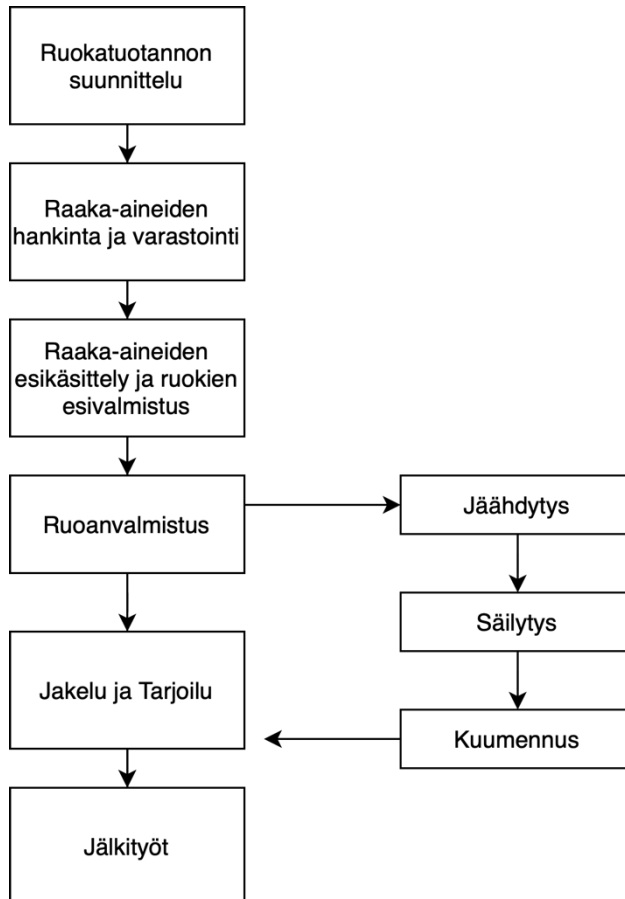 Ruokatuotannon
suunnittelu
Raaka-aineiden
hankinta ja varastointi
Raaka-aineiden
esikäsittely ja ruokien
esivalmistus
Ruoanvalmistus
Jäähdytys
Säilytys
Jakelu ja Tarjoilu
Kuumennus
Jälkityöt